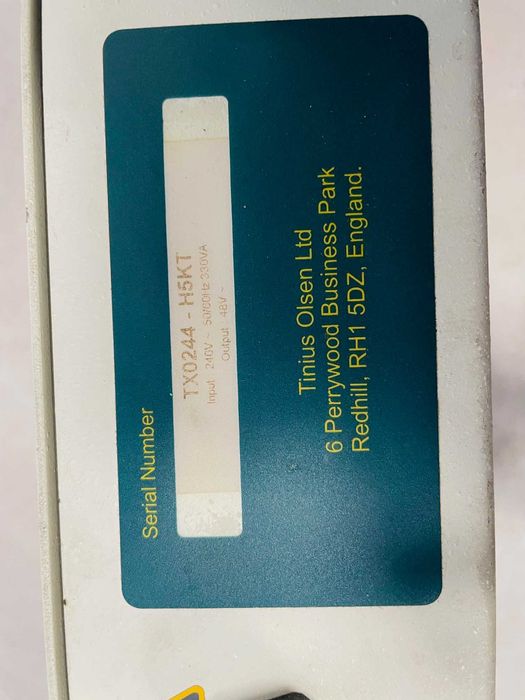 Serial Number
TX0244 - H5KT
Input 240V ~ 50/60Hz 330VA
Output 48V ~
Tinius Olsen Ltd
6 Perrywood Business Park
Redhill, RH1 5DZ, England.